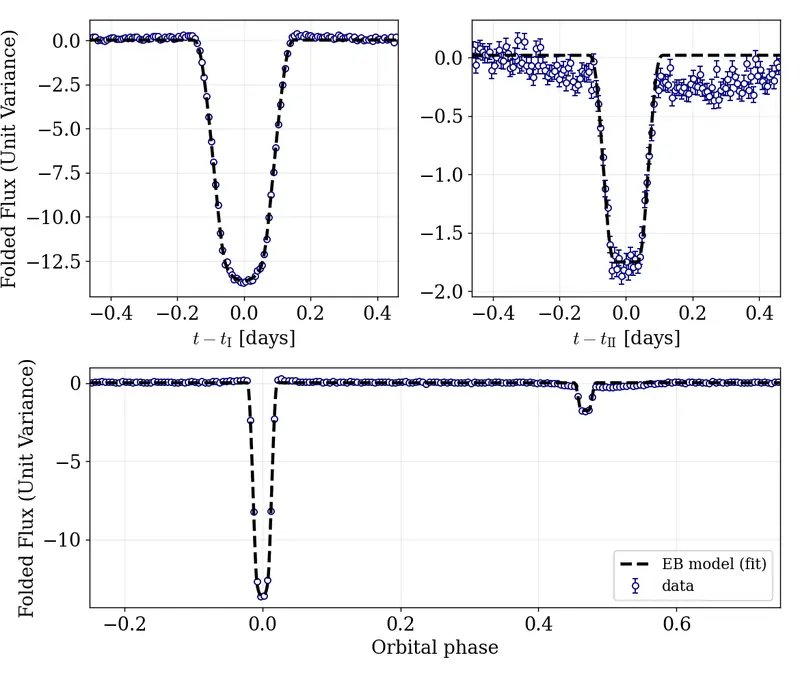 Folded Flux (Unit Variance)
0.0
−2.5
−5.0
−7.5
−10.0
−12.5
−0.4 −0.2 0.0 0.2 0.4
t − tI [days]
0.0
−0.5
−1.0
−1.5
−2.0
−0.4 −0.2 0.0 0.2 0.4
t − tII [days]
Folded Flux (Unit Variance)
0
−5
−10
EB model (fit)
data
−0.2 0.0 0.2 0.4 0.6
Orbital phase